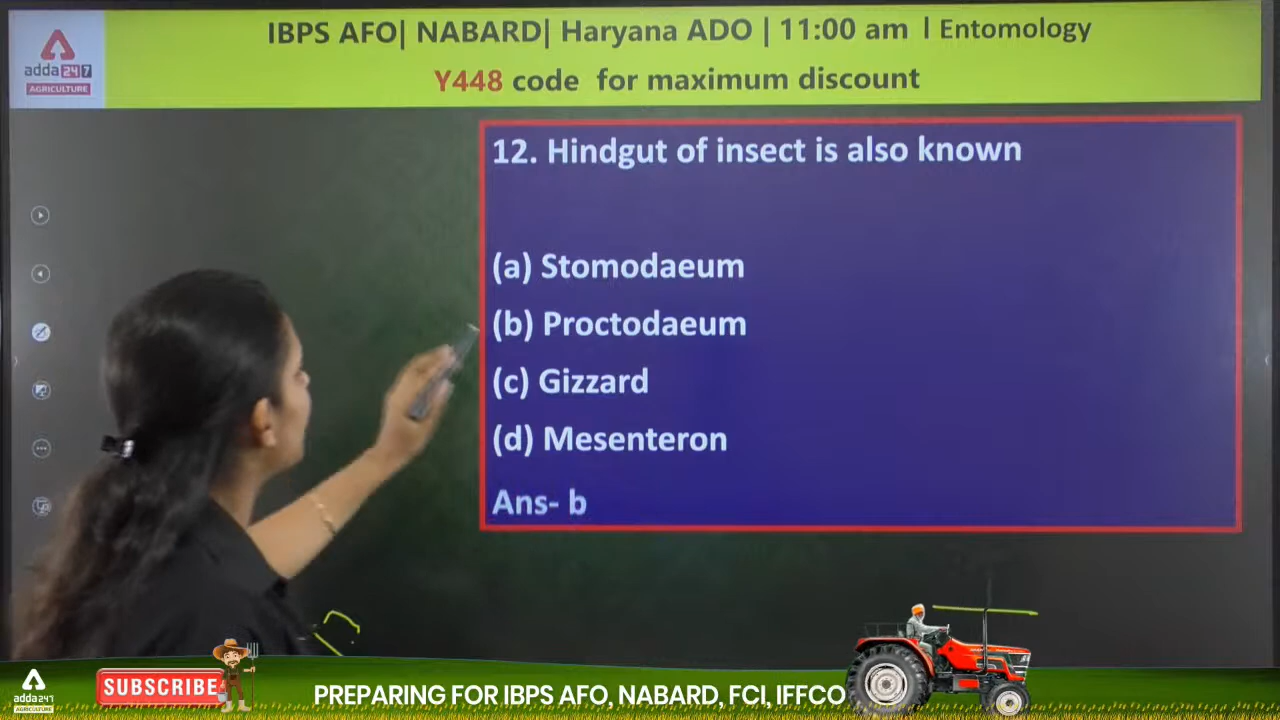 IBPS AFO| NABARD| Haryana ADO | 11:00 am l Entomology
Y448 code for maximum discount
adda247
AGRICULTURE
12. Hindgut of insect is also known
(a) Stomodaeum
(b) Proctodaeum
(c) Gizzard
(d) Mesenteron
Ans- b
adda247
AGRICULTURE
SUBSCRIBE
PREPARING FOR IBPS AFO, NABARD, FCI, IFFCO